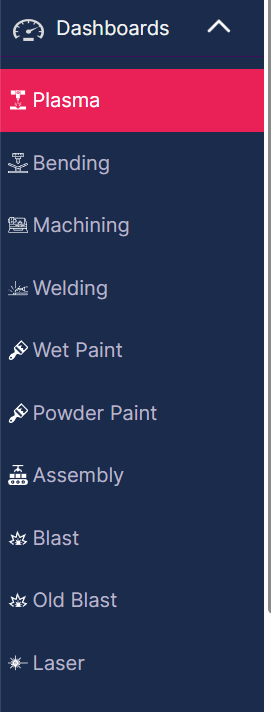 Dashboards
Plasma
Bending
Machining
Welding
Wet Paint
Powder Paint
Assembly
Blast
Old Blast
Laser